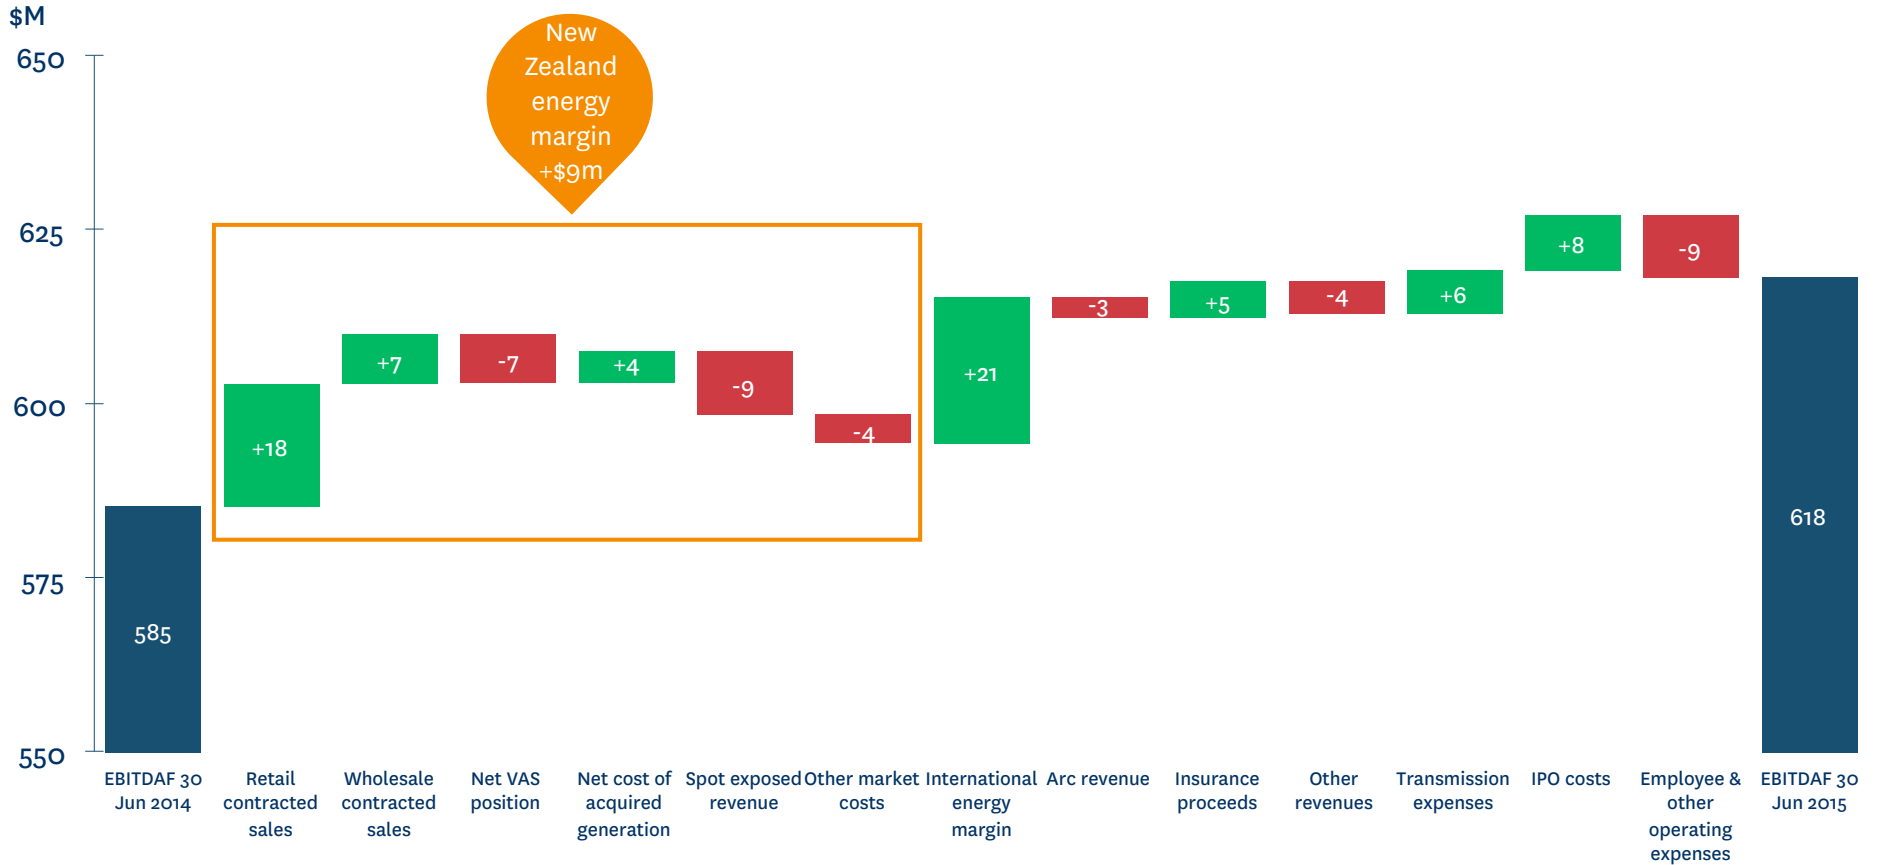 $M
650
625
600
575
550
New
Zealand
energy
margin
+$9m
585
+18
+7
-7
+4
-9
-4
+21
-3
+5
-4
+6
+8
-9
618
EBITDAF 30
Jun 2014
Retail
contracted
sales
Wholesale
contracted
sales
Net VAS
position
Net cost of
acquired
generation
Spot exposed
revenue
Other market
costs
International
energy
margin
Arc revenue
Insurance
proceeds
Other
revenues
Transmission
expenses
IPO costs
Employee &
other
operating
expenses
EBITDAF 30
Jun 2015